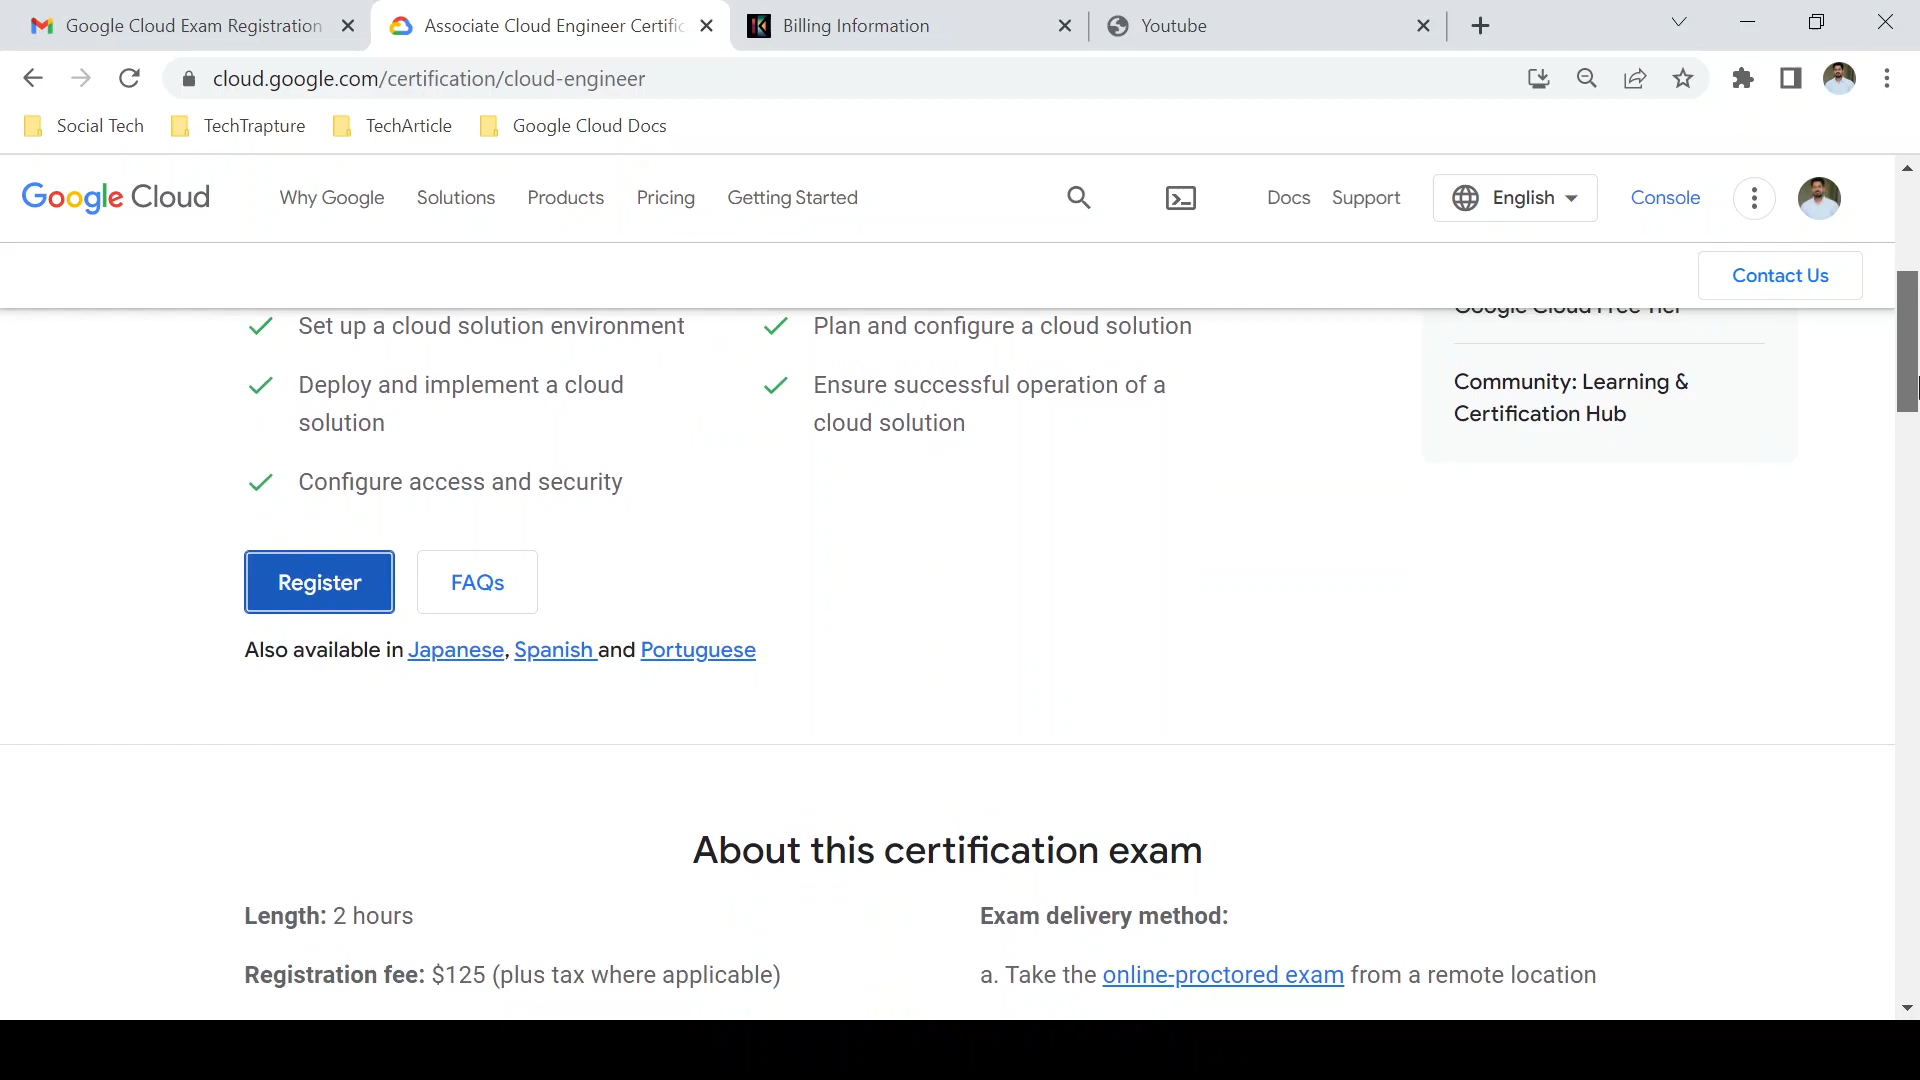 Google Cloud Exam Registration
Associate Cloud Engineer Certific
Billing Information
Youtube
cloud.google.com/certification/cloud-engineer
Social Tech
TechTrapture
TechArticle
Google Cloud Docs
Google Cloud
Why Google
Solutions
Products
Pricing
Getting Started
Docs
Support
English
Console
Contact Us
Set up a cloud solution environment
Plan and configure a cloud solution
Google Cloud Free Tier
Deploy and implement a cloud
solution
Ensure successful operation of a
cloud solution
Community: Learning &
Certification Hub
Configure access and security
Register
FAQs
Also available in Japanese, Spanish and Portuguese
About this certification exam
Length: 2 hours
Exam delivery method:
Registration fee: $125 (plus tax where applicable)
a. Take the online-proctored exam from a remote location